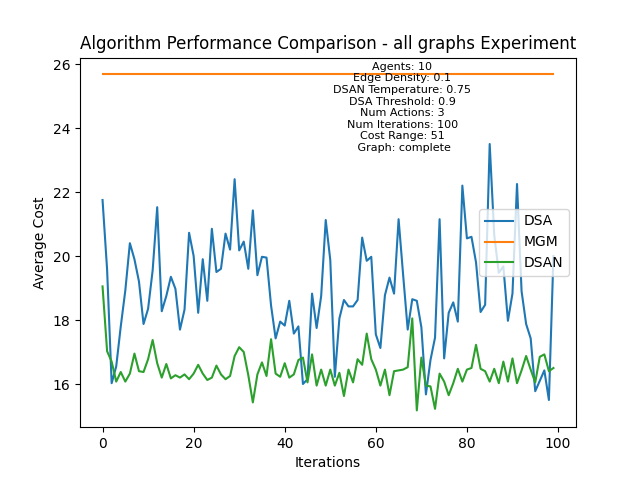 Algorithm Performance Comparison - all graphs Experiment
Agents: 10
Edge Density: 0.1
DSAN Temperature: 0.75
DSA Threshold: 0.9
Num Actions: 3
Num Iterations: 100
Cost Range: 51
Graph: complete
26
24
22
20
18
16
Average Cost
DSA
MGM
DSAN
0
20
40
60
80
100
Iterations